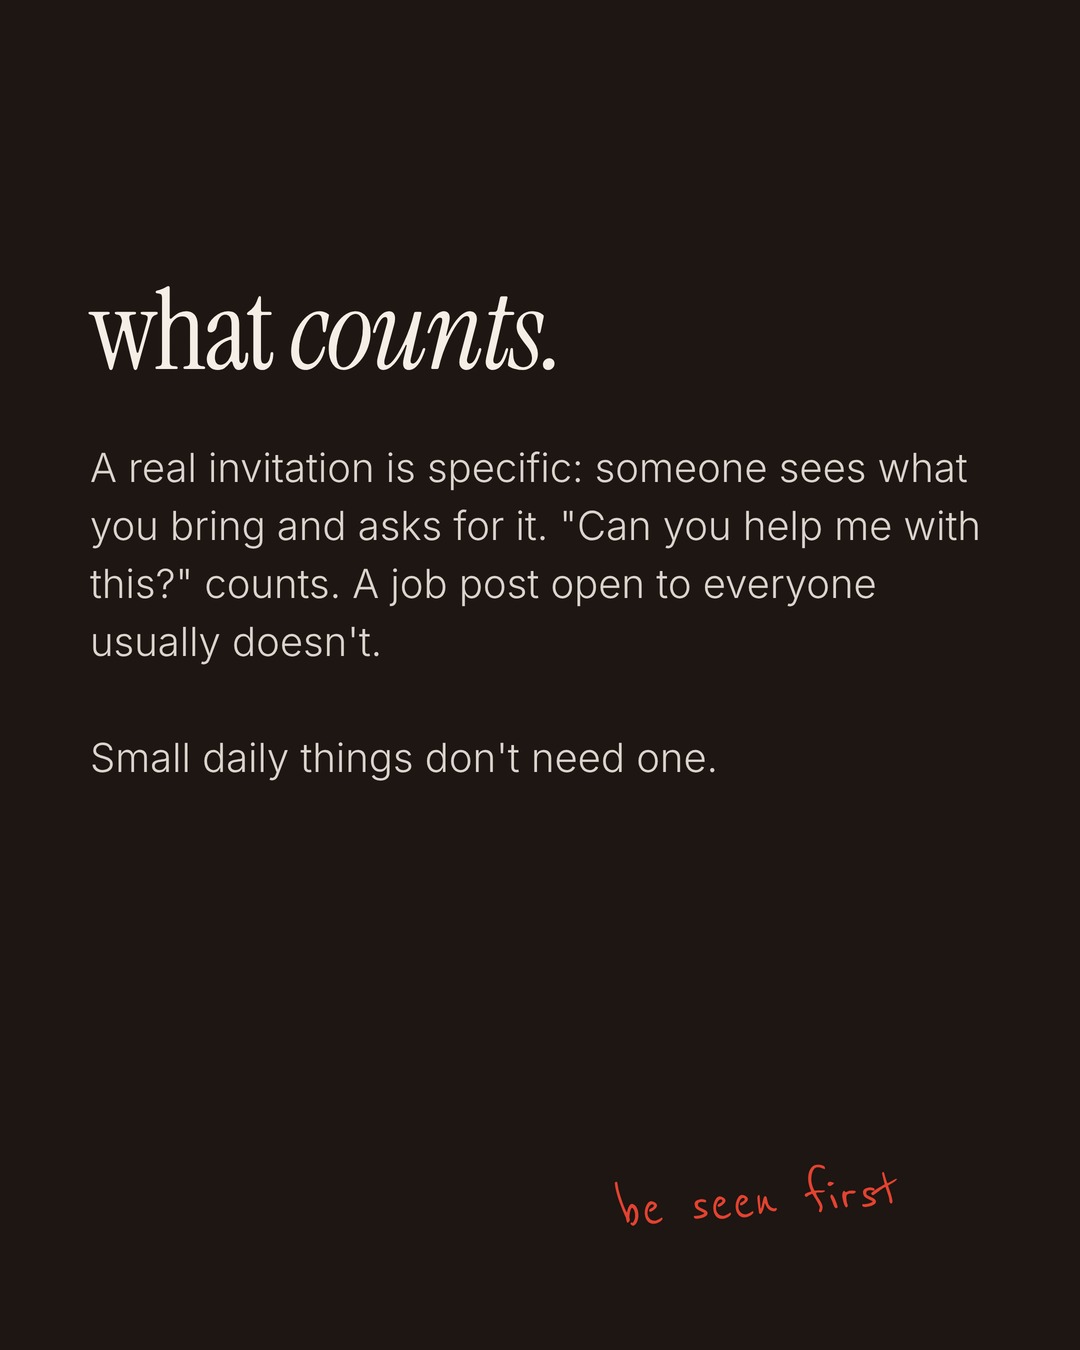 what counts.
A real invitation is specific: someone sees what
you bring and asks for it. "Can you help me with
this?" counts. A job post open to everyone
usually doesn't.
Small daily things don't need one.
be seen first